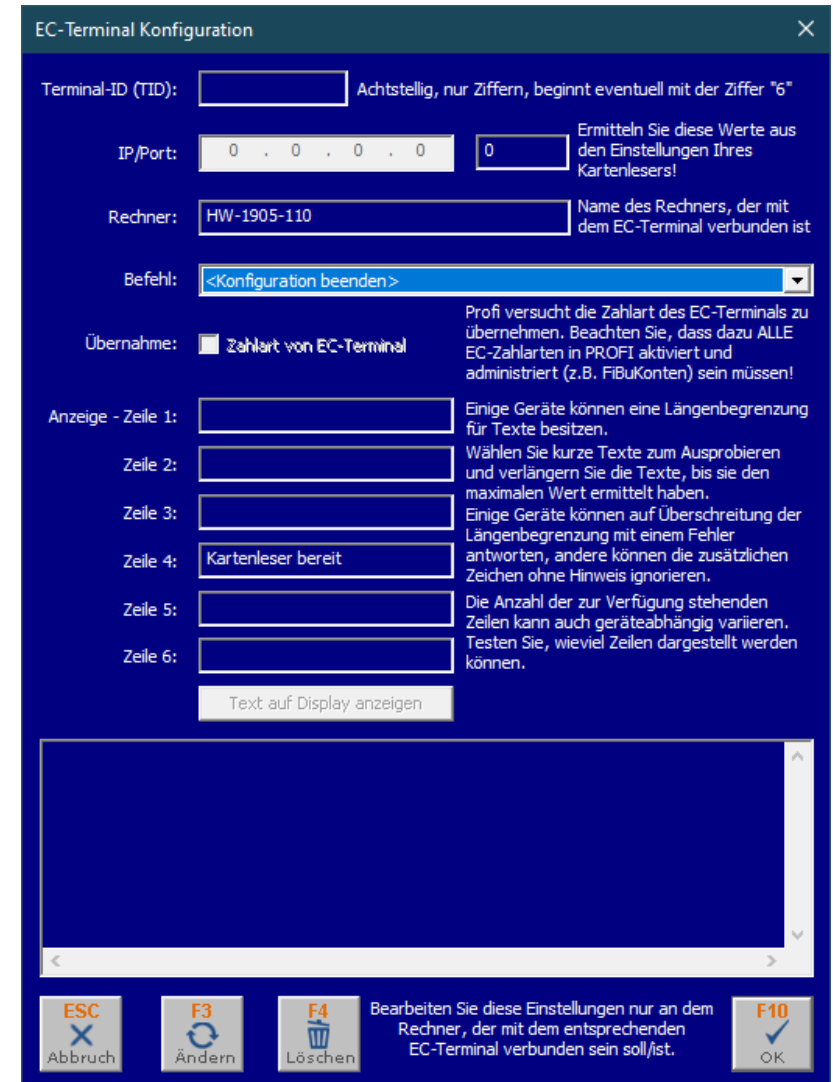 EC-Terminal Konfiguration
Terminal-ID (TID):
Achtstellig, nur Ziffern, beginnt eventuell mit der Ziffer "6"
IP/Port:
0 . 0 . 0 . 0
0
Ermitteln Sie diese Werte aus
den Einstellungen Ihres
Kartenlesers!
Rechner:
HW-1905-110
Name des Rechners, der mit
dem EC-Terminal verbunden ist
Befehl:
<Konfiguration beenden>
Übernahme:
Zahlart von EC-Terminal
Profi versucht die Zahlart des EC-Terminals zu
übernehmen. Beachten Sie, dass dazu ALLE
EC-Zahlarten in PROFI aktiviert und
administriert (z.B. FiBuKonten) sein müssen!
Anzeige - Zeile 1:
Einige Geräte können eine Längenbegrenzung
für Texte besitzen.
Zeile 2:
Wählen Sie kurze Texte zum Ausprobieren
und verlängern Sie die Texte, bis sie den
maximalen Wert ermittelt haben.
Zeile 3:
Einige Geräte können auf Überschreitung der
Längenbegrenzung mit einem Fehler
antworten, andere können die zusätzlichen
Zeichen ohne Hinweis ignorieren.
Zeile 4:
Kartenleser bereit
Zeile 5:
Die Anzahl der zur Verfügung stehenden
Zeilen kann auch geräteabhängig variieren.
Testen Sie, wieviel Zeilen dargestellt werden
können.
Zeile 6:
Text auf Display anzeigen
ESC
Abbruch
F3
Ändern
F4
Löschen
Bearbeiten Sie diese Einstellungen nur an dem
Rechner, der mit dem entsprechenden
EC-Terminal verbunden sein soll/ist.
F10
OK